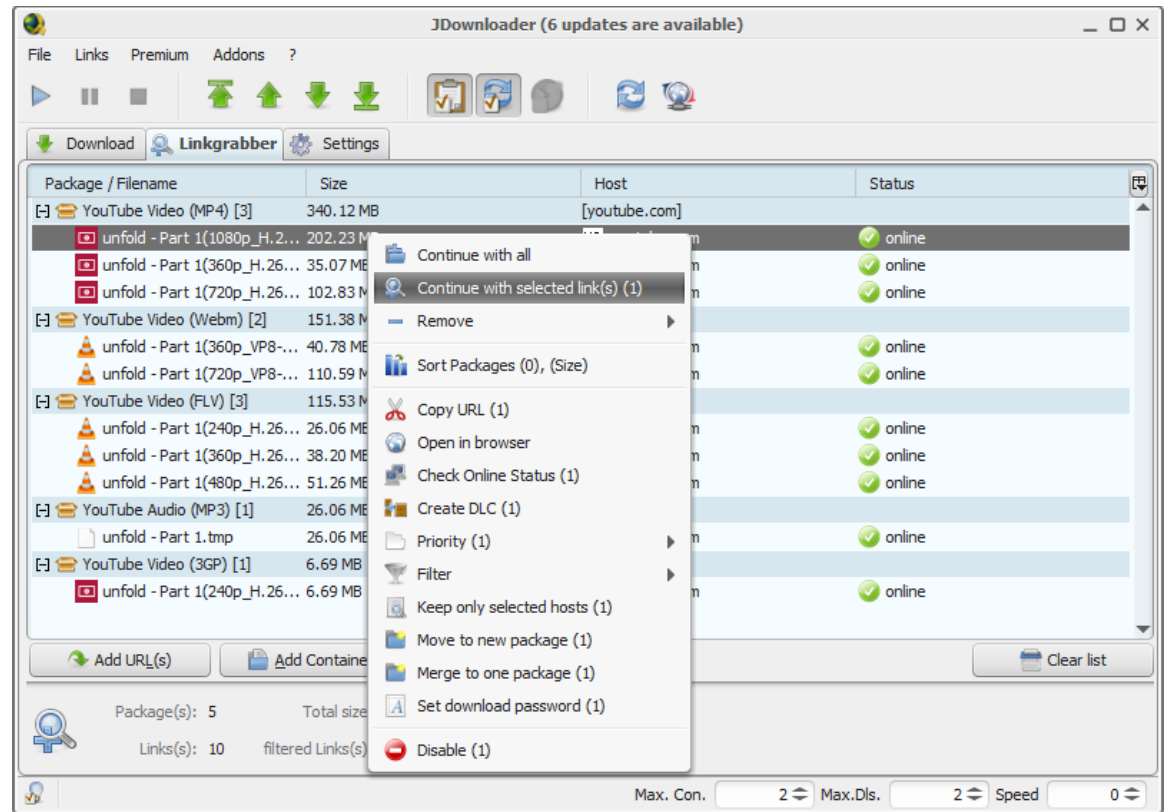 JDownloader (6 updates are available)
File Links Premium Addons ?
Download Linkgrabber Settings
Package / Filename Size Host Status
YouTube Video (MP4) [3] 340.12 MB [youtube.com]
unfold - Part 1(1080p_H.2... 202.23 online
unfold - Part 1(360p_H.26... 35.07 MB online
unfold - Part 1(720p_H.26... 102.83 online
YouTube Video (Webm) [2] 151.38
unfold - Part 1(360p_VP8-... 40.78 MB online
unfold - Part 1(720p_VP8-... 110.59 online
YouTube Video (FLV) [3] 115.53
unfold - Part 1(240p_H.26... 26.06 MB online
unfold - Part 1(360p_H.26... 38.20 MB online
unfold - Part 1(480p_H.26... 51.26 MB online
YouTube Audio (MP3) [1] 26.06 MB
unfold - Part 1.tmp 26.06 MB online
YouTube Video (3GP) [1] 6.69 MB
unfold - Part 1(240p_H.26... 6.69 MB online
Continue with all
Continue with selected link(s) (1)
Remove
Sort Packages (0), (Size)
Copy URL (1)
Open in browser
Check Online Status (1)
Create DLC (1)
Priority (1)
Filter
Keep only selected hosts (1)
Move to new package (1)
Merge to one package (1)
Set download password (1)
Disable (1)
Add URL(s) Add Containe Clear list
Package(s): 5 Total size
Links(s): 10 filtered Links(s)
Max. Con. 2 Max.Dls. 2 Speed 0